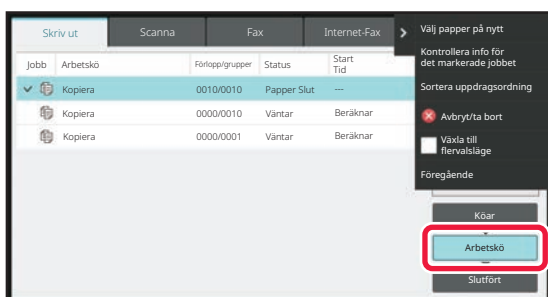 Skriv ut
Scanna
Fax
Internet-Fax
Jobb Arbetskö Förlopp/grupper Status Start Tid
Kopiera 0010/0010 Papper Slut ---
Kopiera 0000/0010 Väntar Beräknar
Kopiera 0000/0001 Väntar Beräknar
Välj papper på nytt
Kontrollera info för
det markerade jobbet
Sortera uppdragsordning
Avbryt/ta bort
Växla till
flervalsläge
Föregående
Köar
Arbetskö
Slutfört